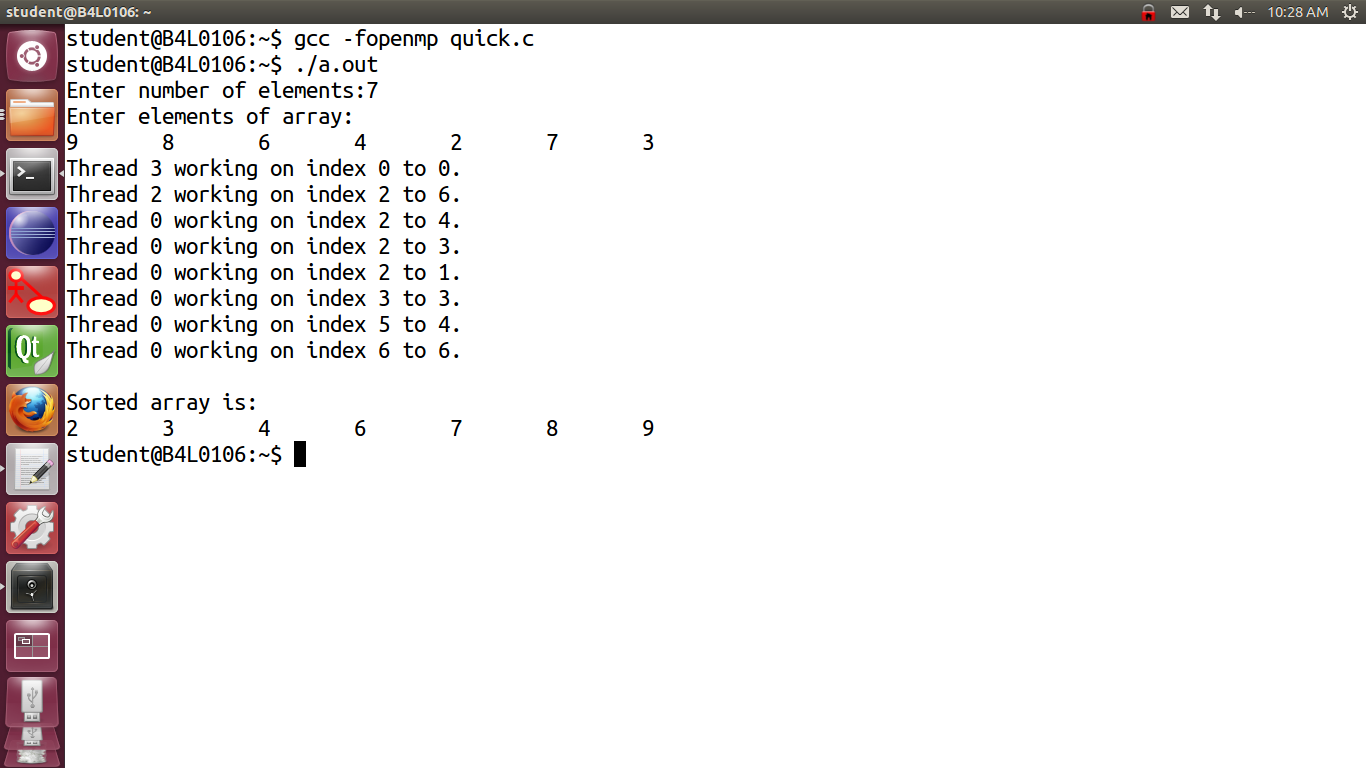 student@B4L0106: ~
10:28 AM
student@B4L0106:~$ gcc -fopenmp quick.c
student@B4L0106:~$ ./a.out
Enter number of elements:7
Enter elements of array:
9 8 6 4 2 7 3
Thread 3 working on index 0 to 0.
Thread 2 working on index 2 to 6.
Thread 0 working on index 2 to 4.
Thread 0 working on index 2 to 3.
Thread 0 working on index 2 to 1.
Thread 0 working on index 3 to 3.
Thread 0 working on index 5 to 4.
Thread 0 working on index 6 to 6.
Sorted array is:
2 3 4 6 7 8 9
student@B4L0106:~$
>_
Qt